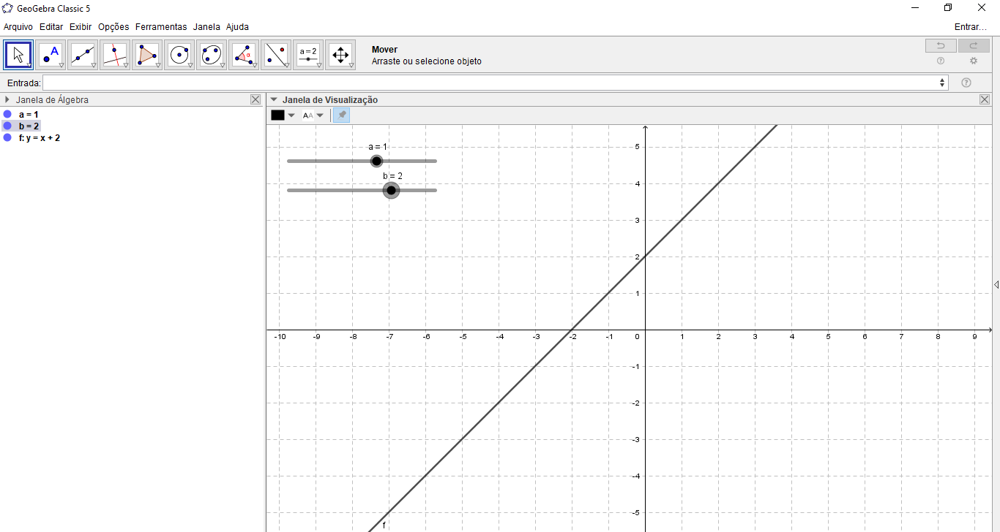 GeoGebra Classic 5
Arquivo Editar Exibir Opções Ferramentas Janela Ajuda Entrar...
A α a = 2
Mover
Arraste ou selecione objeto
Entrada:
Janela de Álgebra
Janela de Visualização
AA
a = 1
b = 2
f: y = x + 2
a = 1
b = 2
5
4
3
2
1
-10 -9 -8 -7 -6 -5 -4 -3 -2 -1 0 1 2 3 4 5 6 7 8 9
-1
-2
-3
-4
-5
f